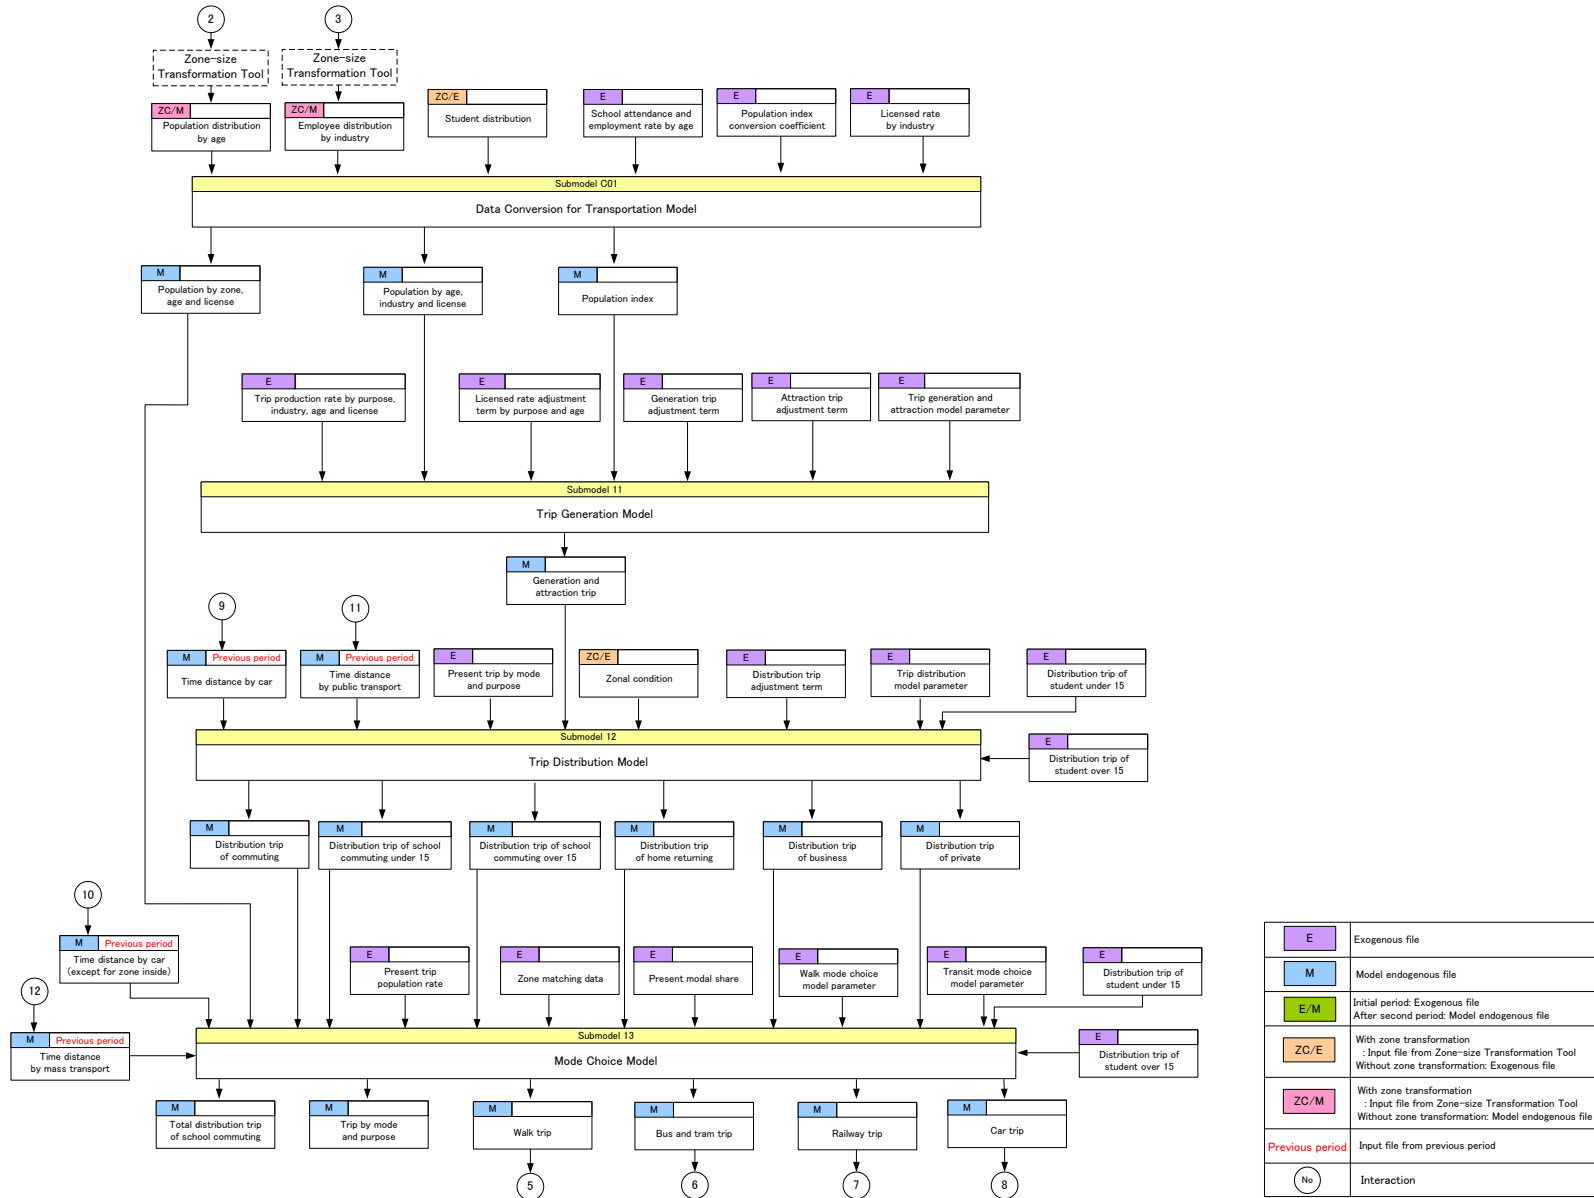 2
3
Zone-size
Transformation Tool
Zone-size
Transformation Tool
ZC/M
Population distribution
by age
ZC/M
Employee distribution
by industry
ZC/E
Student distribution
E
School attendance and
employment rate by age
E
Population index
conversion coefficient
E
Licensed rate
by industry
Submodel C01
Data Conversion for Transportation Model
M
Population by zone,
age and license
M
Population by age,
industry and license
M
Population index
E
Trip production rate by purpose,
industry, age and license
E
Licensed rate adjustment
term by purpose and age
E
Generation trip
adjustment term
E
Attraction trip
adjustment term
E
Trip generation and
attraction model parameter
Submodel 11
Trip Generation Model
M
Generation and
attraction trip
9
11
M Previous period
Time distance by car
M Previous period
Time distance
by public transport
E
Present trip by mode
and purpose
ZC/E
Zonal condition
E
Distribution trip
adjustment term
E
Trip distribution
model parameter
E
Distribution trip of
student under 15
Submodel 12
Trip Distribution Model
E
Distribution trip of
student over 15
M
Distribution trip
of commuting
M
Distribution trip of school
commuting under 15
M
Distribution trip of school
commuting over 15
M
Distribution trip
of home returning
M
Distribution trip
of business
M
Distribution trip
of private
10
M Previous period
Time distance by car
(except for zone inside)
12
M Previous period
Time distance
by mass transport
E
Present trip
population rate
E
Zone matching data
E
Present modal share
E
Walk mode choice
model parameter
E
Transit mode choice
model parameter
E
Distribution trip of
student under 15
Submodel 13
Mode Choice Model
E
Distribution trip of
student over 15
M
Total distribution trip
of school commuting
M
Trip by mode
and purpose
M
Walk trip
M
Bus and tram trip
M
Railway trip
M
Car trip
5
6
7
8
E
Exogenous file
M
Model endogenous file
E/M
Initial period: Exogenous file
After second period: Model endogenous file
ZC/E
With zone transformation
: Input file from Zone-size Transformation Tool
Without zone transformation: Exogenous file
ZC/M
With zone transformation
: Input file from Zone-size Transformation Tool
Without zone transformation: Model endogenous file
Previous period
Input file from previous period
No
Interaction